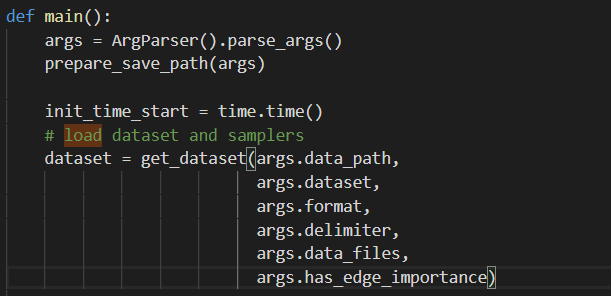 def main():
    args = ArgParser().parse_args()
    prepare_save_path(args)

    init_time_start = time.time()
    # load dataset and samplers
    dataset = get_dataset(args.data_path,
                          args.dataset,
                          args.format,
                          args.delimiter,
                          args.data_files,
                          args.has_edge_importance)